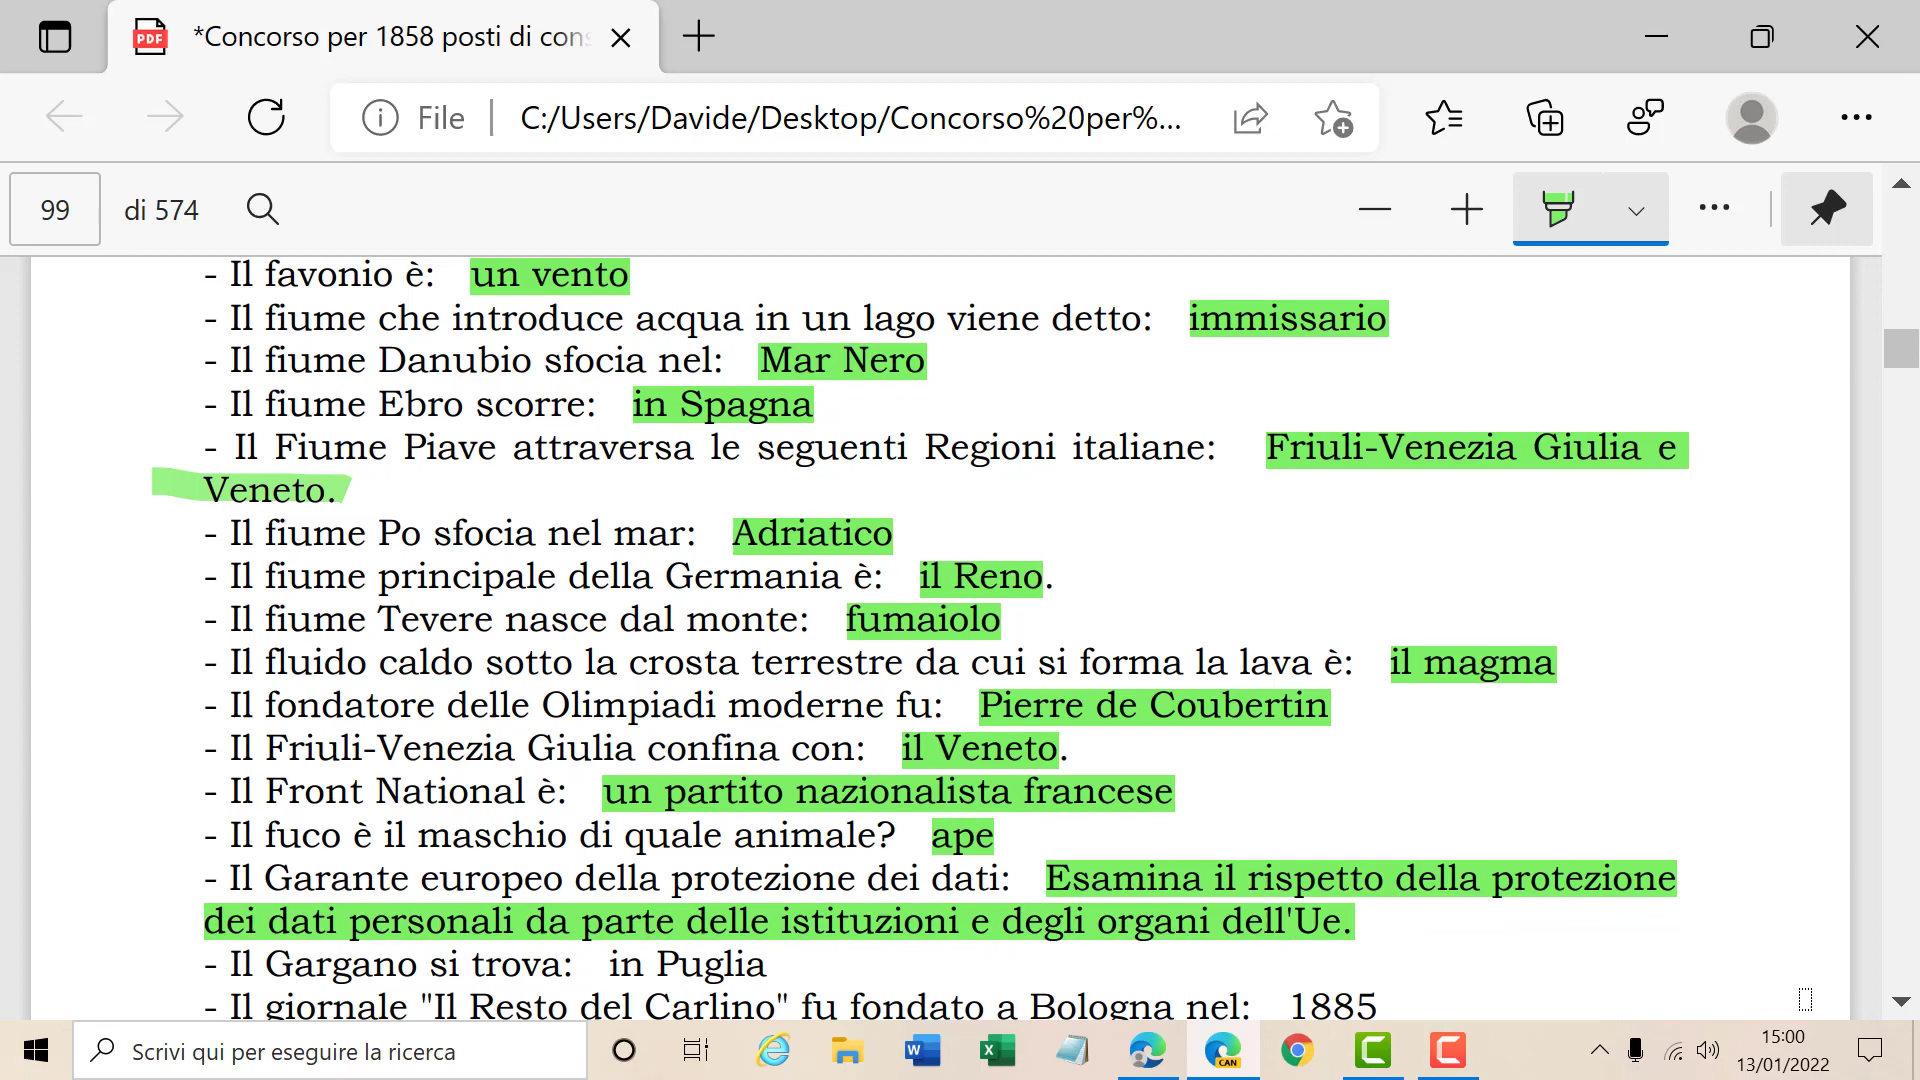 *Concorso per 1858 posti di cons
File
C:/Users/Davide/Desktop/Concorso%20per%...
99
di 574
- Il favonio è: un vento
- Il fiume che introduce acqua in un lago viene detto: immissario
- Il fiume Danubio sfocia nel: Mar Nero
- Il fiume Ebro scorre: in Spagna
- Il Fiume Piave attraversa le seguenti Regioni italiane: Friuli-Venezia Giulia e
Veneto.
- Il fiume Po sfocia nel mar: Adriatico
- Il fiume principale della Germania è: il Reno.
- Il fiume Tevere nasce dal monte: fumaiolo
- Il fluido caldo sotto la crosta terrestre da cui si forma la lava è: il magma
- Il fondatore delle Olimpiadi moderne fu: Pierre de Coubertin
- Il Friuli-Venezia Giulia confina con: il Veneto.
- Il Front National è: un partito nazionalista francese
- Il fuco è il maschio di quale animale? ape
- Il Garante europeo della protezione dei dati: Esamina il rispetto della protezione
dei dati personali da parte delle istituzioni e degli organi dell'Ue.
- Il Gargano si trova: in Puglia
- Il giornale "Il Resto del Carlino" fu fondato a Bologna nel: 1885
Scrivi qui per eseguire la ricerca
CAN
15:00
13/01/2022